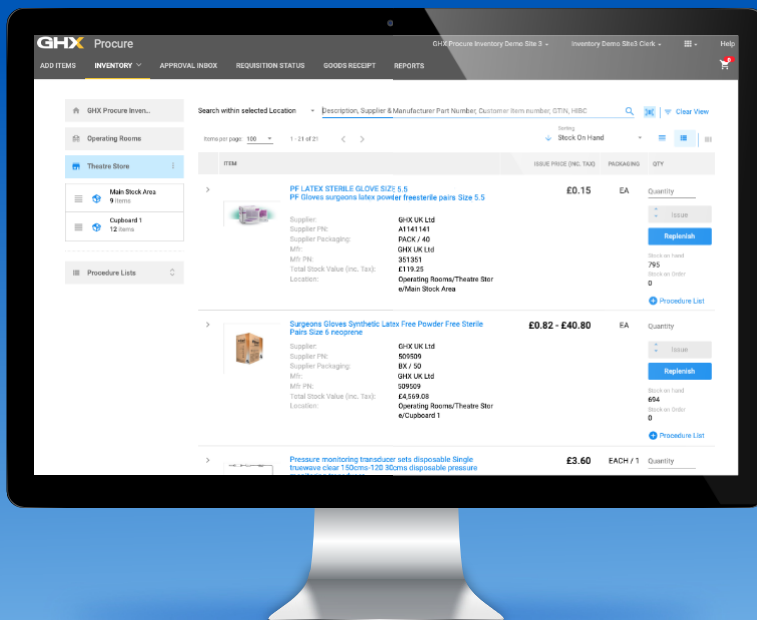 GHX Procure
GHX Procure Inventory Demo Site 3
Inventory Demo Site3 Clerk
Help
ADD ITEMS
INVENTORY
APPROVAL INBOX
REQUISITION STATUS
GOODS RECEIPT
REPORTS
GHX Procure Inven...
Operating Rooms
Theatre Store
Main Stock Area
9 items
Cupboard 1
12 items
Procedure Lists
Search within selected Location
Description, Supplier & Manufacturer Part Number, Customer item number, GTIN, HIBC
Clear View
Items per page: 100
1 - 21 of 21
Sorting
Stock On Hand
ITEM
ISSUE PRICE (INC. TAX)
PACKAGING
QTY
PF LATEX STERILE GLOVE SIZE 5.5
PF Gloves surgeons latex powder freesterile pairs Size 5.5
£0.15
EA
Quantity
Supplier: GHX UK Ltd
Supplier PN: A1141141
Supplier Packaging: PACK / 40
Mfr: GHX UK Ltd
Mfr PN: 351351
Total Stock Value (Inc. Tax): £119.25
Location: Operating Rooms/Theatre Stor
e/Main Stock Area
Issue
Replenish
Stock on hand
795
Stock on Order
0
Procedure List
Surgeons Gloves Synthetic Latex Free Powder Free Sterile
Pairs Size 6 neoprene
£0.82 - £40.80
EA
Quantity
Supplier: GHX UK Ltd
Supplier PN: 509509
Supplier Packaging: BX / 50
Mfr: GHX UK Ltd
Mfr PN: 509509
Total Stock Value (Inc. Tax): £4,569.08
Location: Operating Rooms/Theatre Stor
e/Cupboard 1
Issue
Replenish
Stock on hand
694
Stock on Order
0
Procedure List
Pressure monitoring transducer sets disposable Single
truewave clear 150cms-120 30cms disposable pressure
£3.60
EACH / 1
Quantity